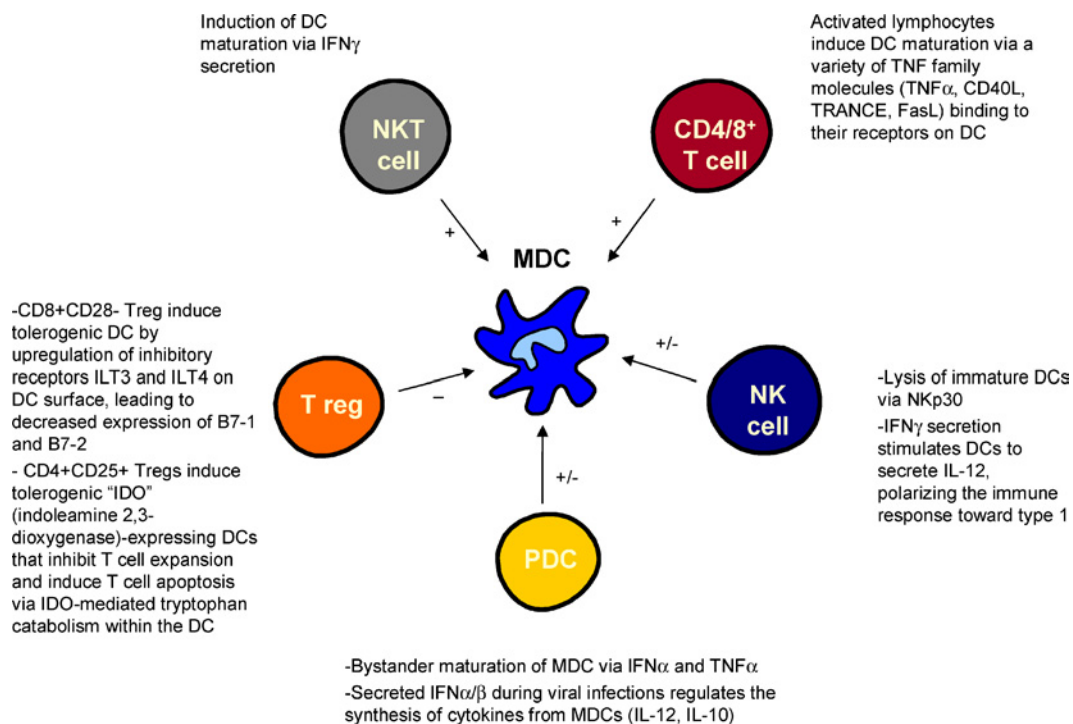 Induction of DC
maturation via IFNγ
secretion
Activated lymphocytes
induce DC maturation via a
variety of TNF family
molecules (TNFα, CD40L,
TRANCE, FasL) binding to
their receptors on DC
NKT
cell
CD4/8⁺
T cell
+
+
MDC
-CD8+CD28- Treg induce
tolerogenic DC by
upregulation of inhibitory
receptors ILT3 and ILT4 on
DC surface, leading to
decreased expression of B7-1
and B7-2
- CD4+CD25+ Tregs induce
tolerogenic “IDO”
(indoleamine 2,3-
dioxygenase)-expressing DCs
that inhibit T cell expansion
and induce T cell apoptosis
via IDO-mediated tryptophan
catabolism within the DC
T reg
–
+/-
NK
cell
-Lysis of immature DCs
via NKp30
-IFNγ secretion
stimulates DCs to
secrete IL-12,
polarizing the immune
response toward type 1
+/-
PDC
-Bystander maturation of MDC via IFNα and TNFα
-Secreted IFNα/β during viral infections regulates the
synthesis of cytokines from MDCs (IL-12, IL-10)